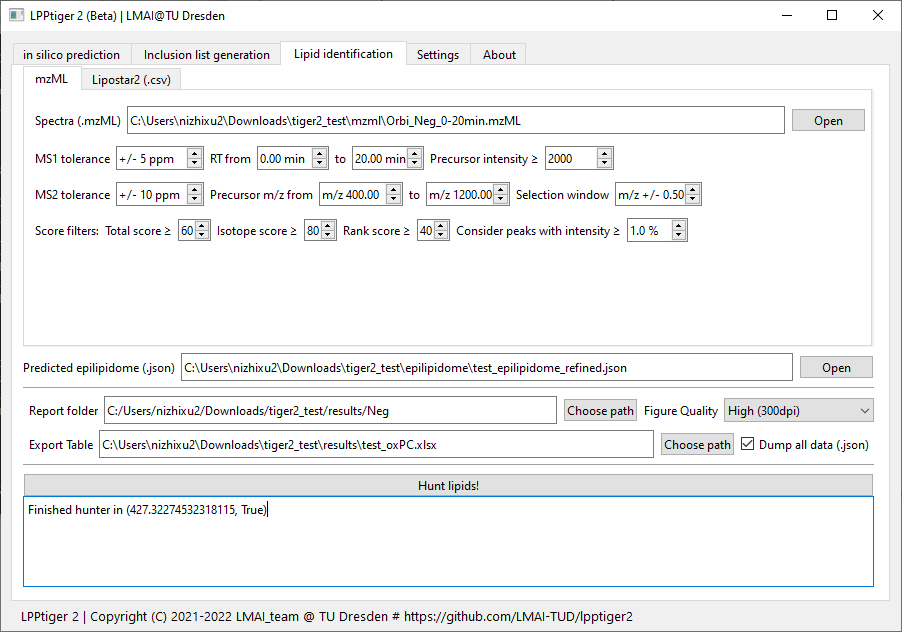 LPPtiger 2 (Beta) | LMAI@TU Dresden
in silico prediction Inclusion list generation Lipid identification Settings About
mzML Lipostar2 (.csv)
Spectra (.mzML) C:\Users\nizhixu2\Downloads\tiger2_test\mzml\Orbi_Neg_0-20min.mzML Open
MS1 tolerance +/- 5 ppm RT from 0.00 min to 20.00 min Precursor intensity ≥ 2000
MS2 tolerance +/- 10 ppm Precursor m/z from m/z 400.00 to m/z 1200.00 Selection window m/z +/- 0.50
Score filters: Total score ≥ 60 Isotope score ≥ 80 Rank score ≥ 40 Consider peaks with intensity ≥ 1.0 %
Predicted epilipidome (.json) C:\Users\nizhixu2\Downloads\tiger2_test\epilipidome\test_epilipidome_refined.json Open
Report folder C:/Users/nizhixu2/Downloads/tiger2_test/results/Neg Choose path Figure Quality High (300dpi)
Export Table C:\Users\nizhixu2\Downloads\tiger2_test\results\test_oxPC.xlsx Choose path Dump all data (.json)
Hunt lipids!
Finished hunter in (427.32274532318115, True)
LPPtiger 2 | Copyright (C) 2021-2022 LMAI_team @ TU Dresden # https://github.com/LMAI-TUD/lpptiger2